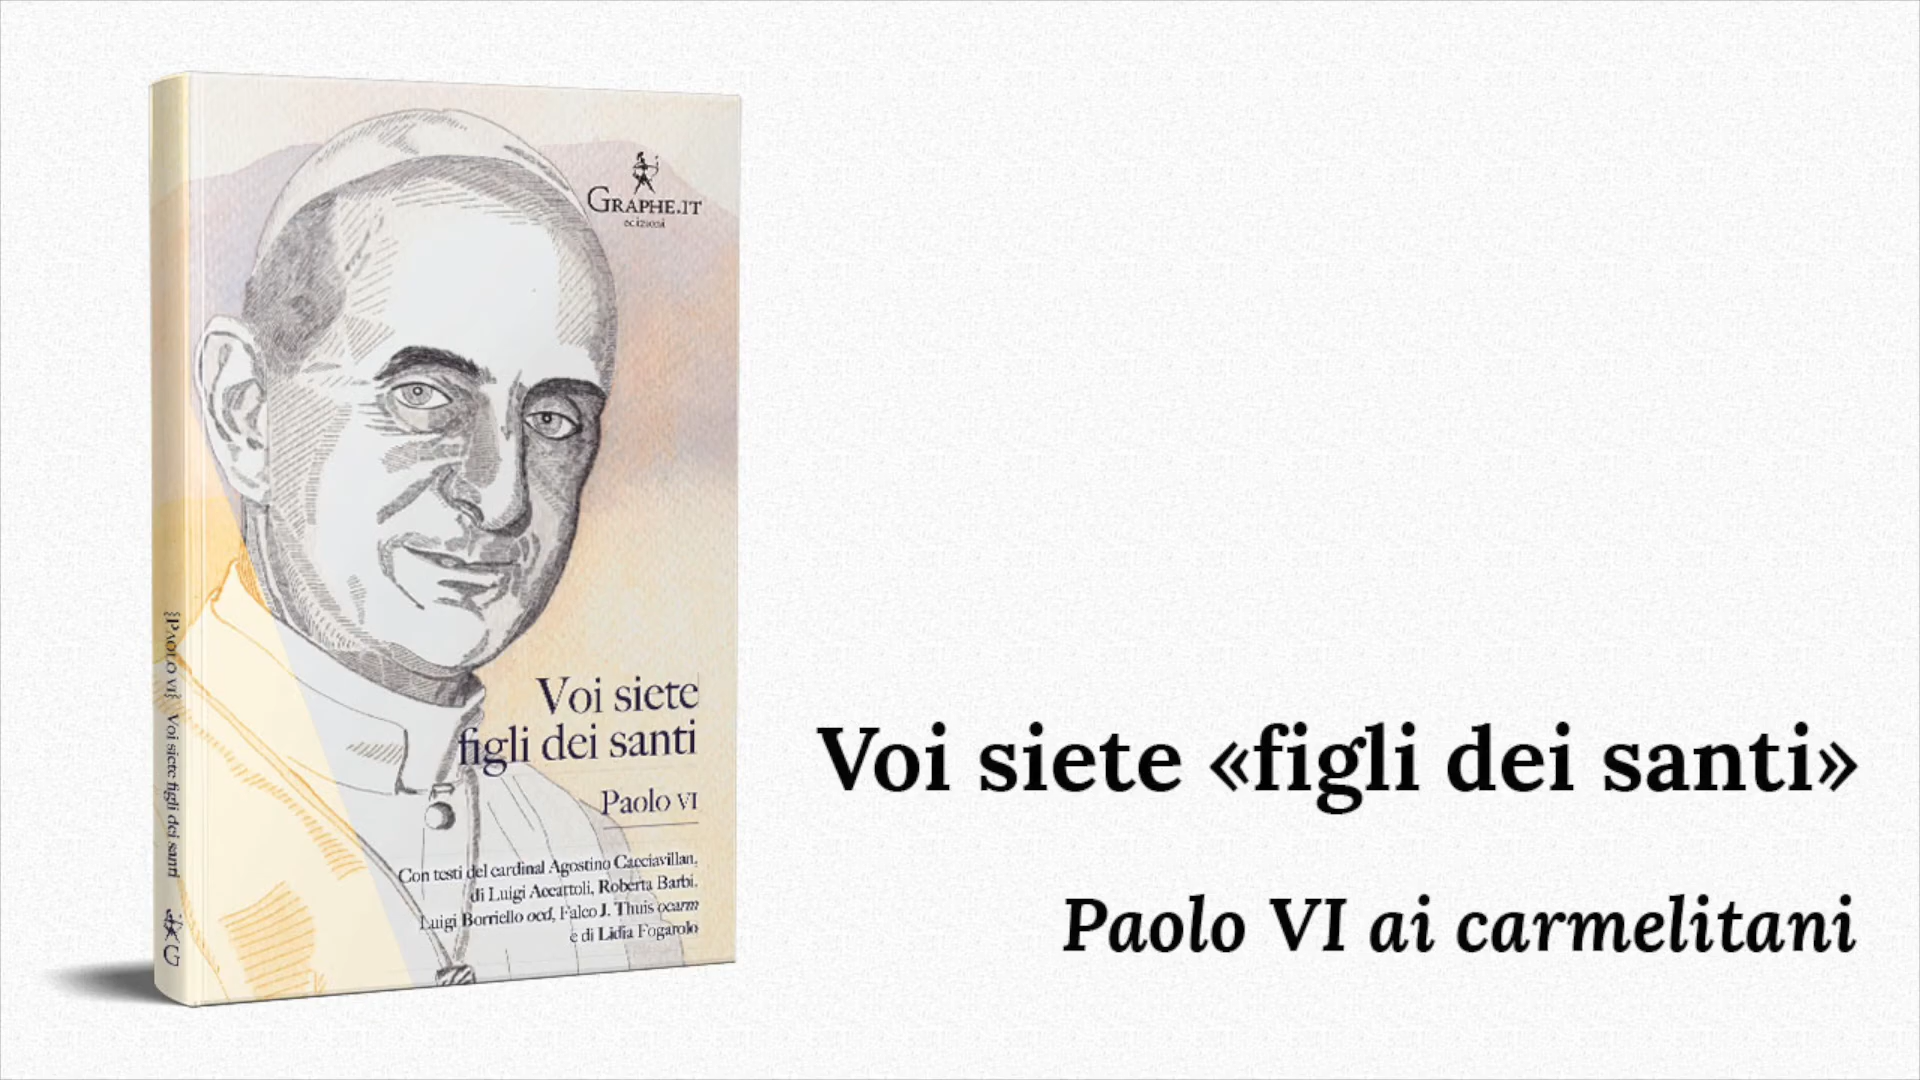 GRAPHE.IT
edizioni
Voi siete
figli dei santi
Paolo VI
Con testi del cardinal Agostino Cacciavillan,
di Luigi Accattoli, Roberta Barbi,
Luigi Borriello ocd, Falco J. Thuis ocarm
e di Lidia Fogarolo
{PAOLO VI} Voi siete figli dei santi
G
Voi siete «figli dei santi»
Paolo VI ai carmelitani